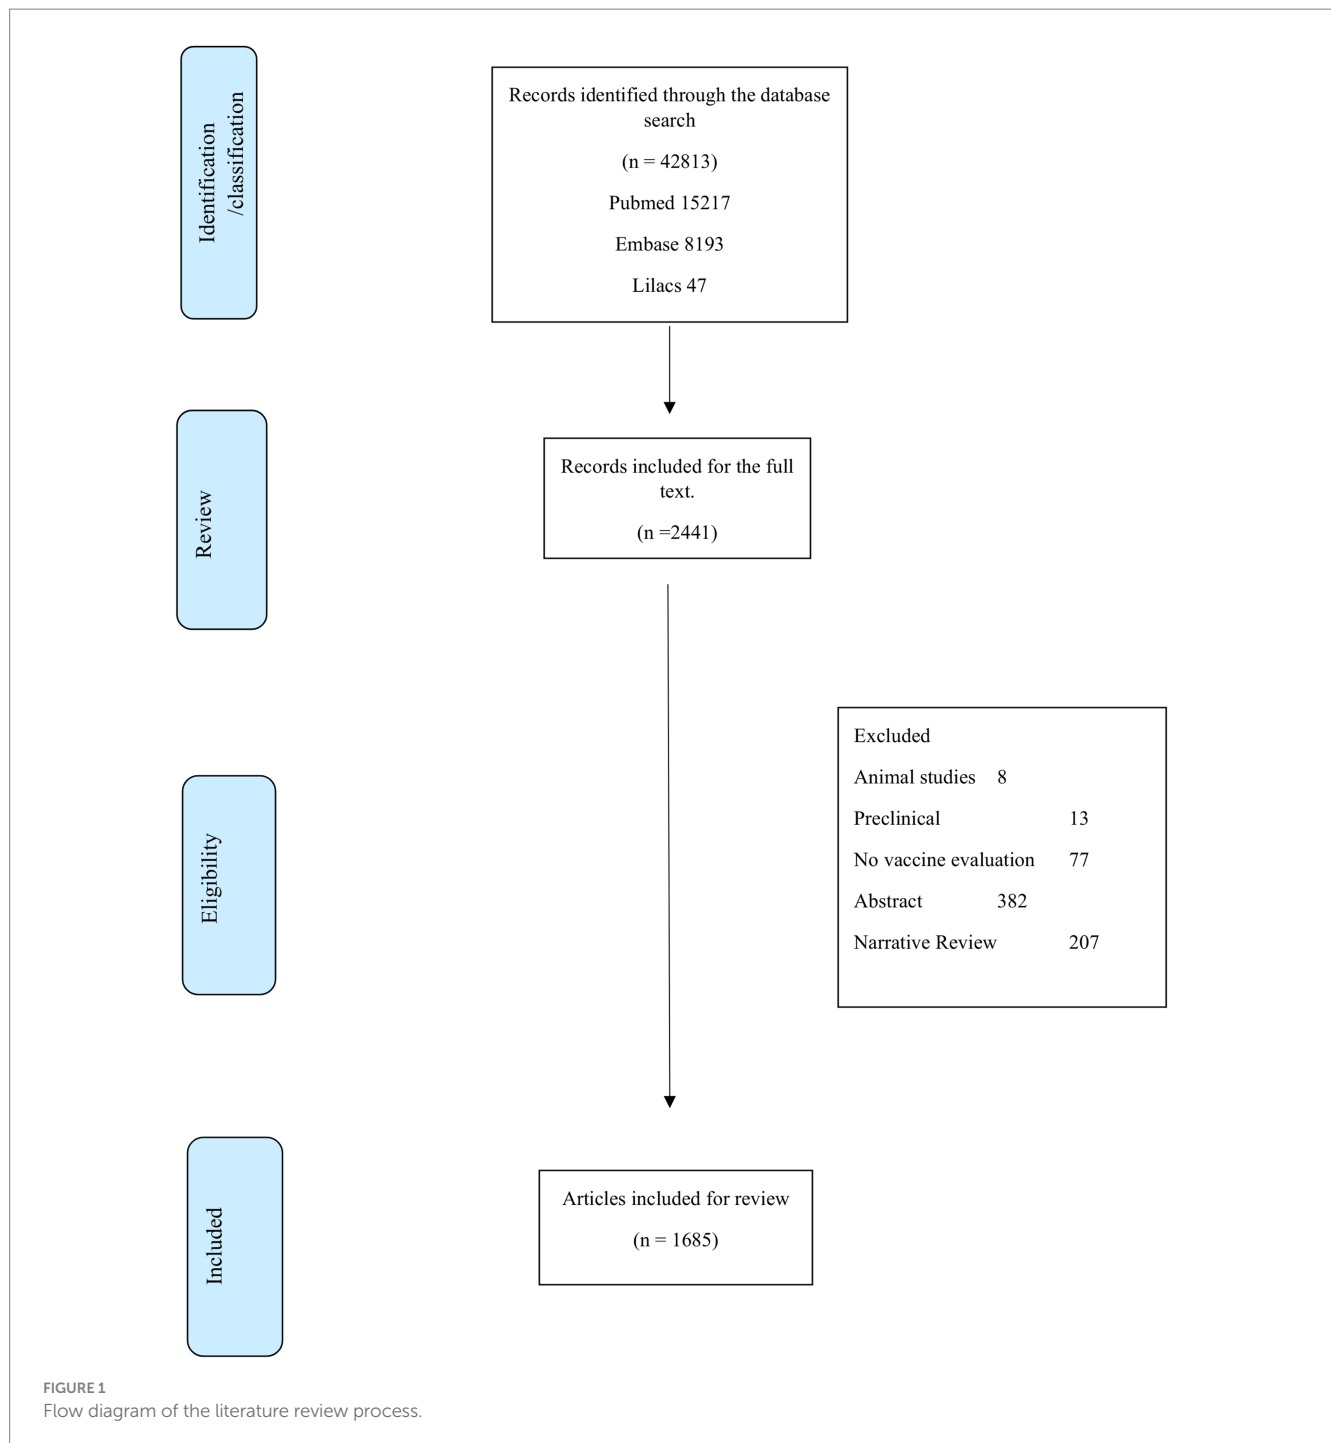 Identification
/classification
Records identified through the database
search
(n = 42813)
Pubmed 15217
Embase 8193
Lilacs 47
Review
Records included for the full
text.
(n =2441)
Eligibility
Excluded
Animal studies 8
Preclinical 13
No vaccine evaluation 77
Abstract 382
Narrative Review 207
Included
Articles included for review
(n = 1685)
FIGURE 1
Flow diagram of the literature review process.